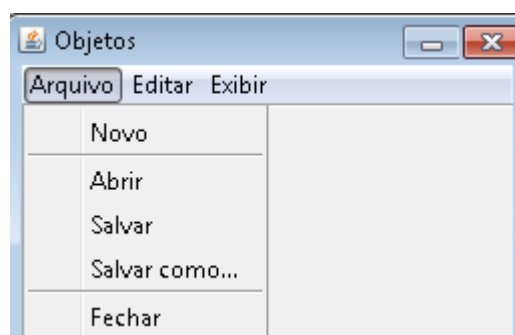 Objetos
Arquivo Editar Exibir
Novo
Abrir
Salvar
Salvar como...
Fechar